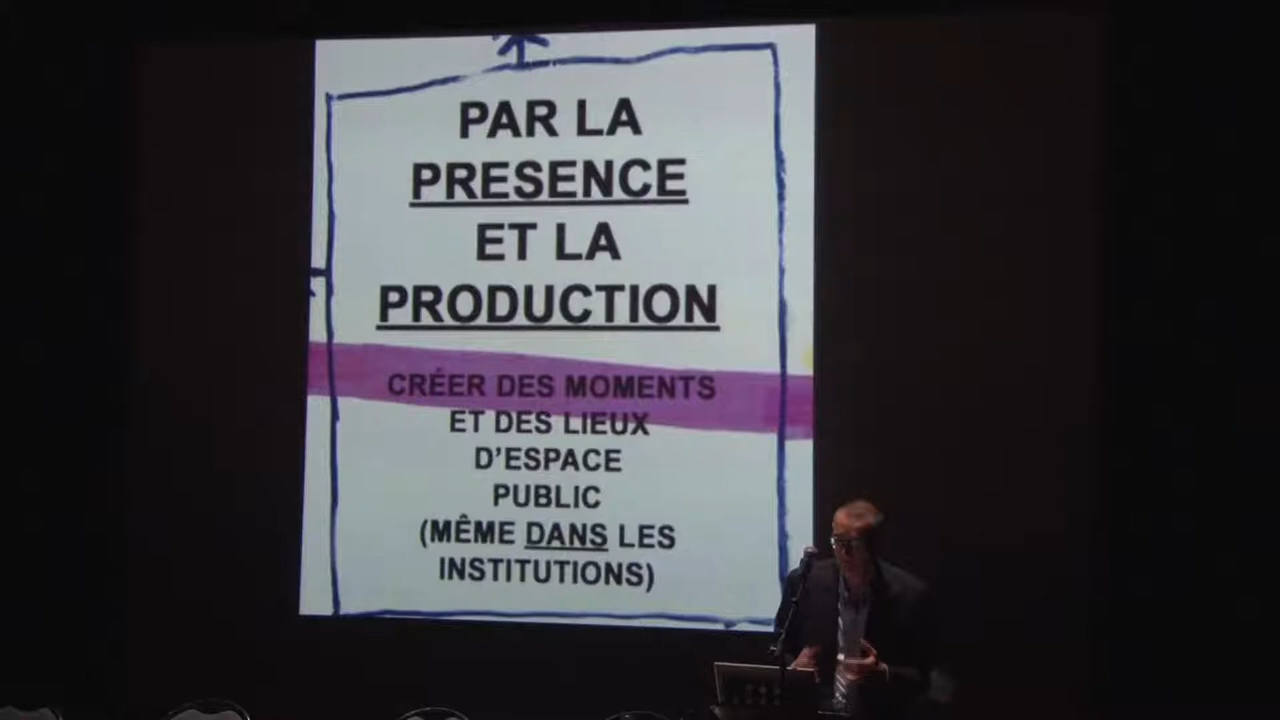 PAR LA
PRESENCE
ET LA
PRODUCTION
CRÉER DES MOMENTS
ET DES LIEUX
D'ESPACE
PUBLIC
(MÊME DANS LES
INSTITUTIONS)